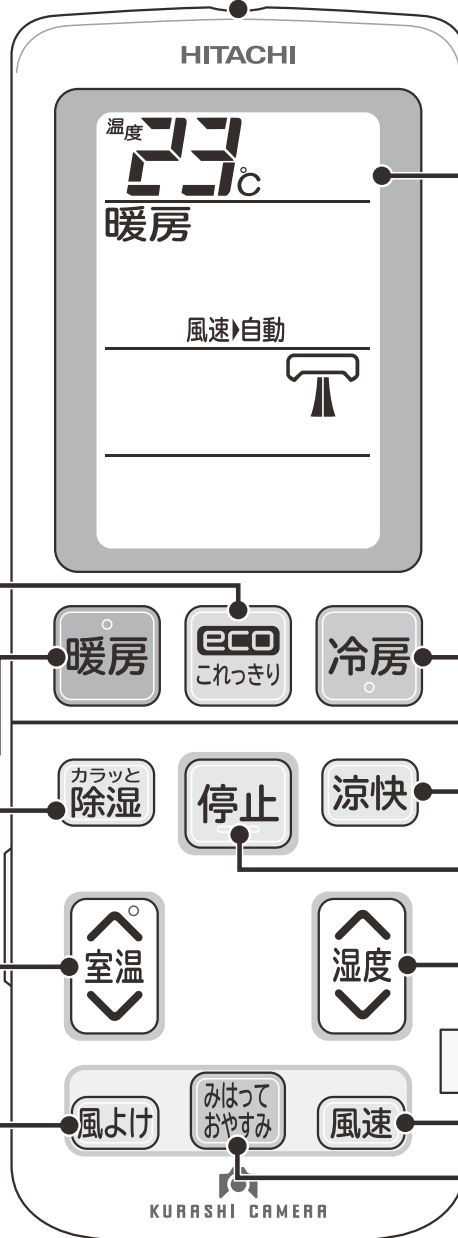 HITACHI
温度 23℃
暖房
風速▶自動
暖房
eco
これっきり
冷房
カラッと
除湿
停止
涼快
室温
湿度
風よけ
みはって
おやすみ
風速
KURASHI CAMERA